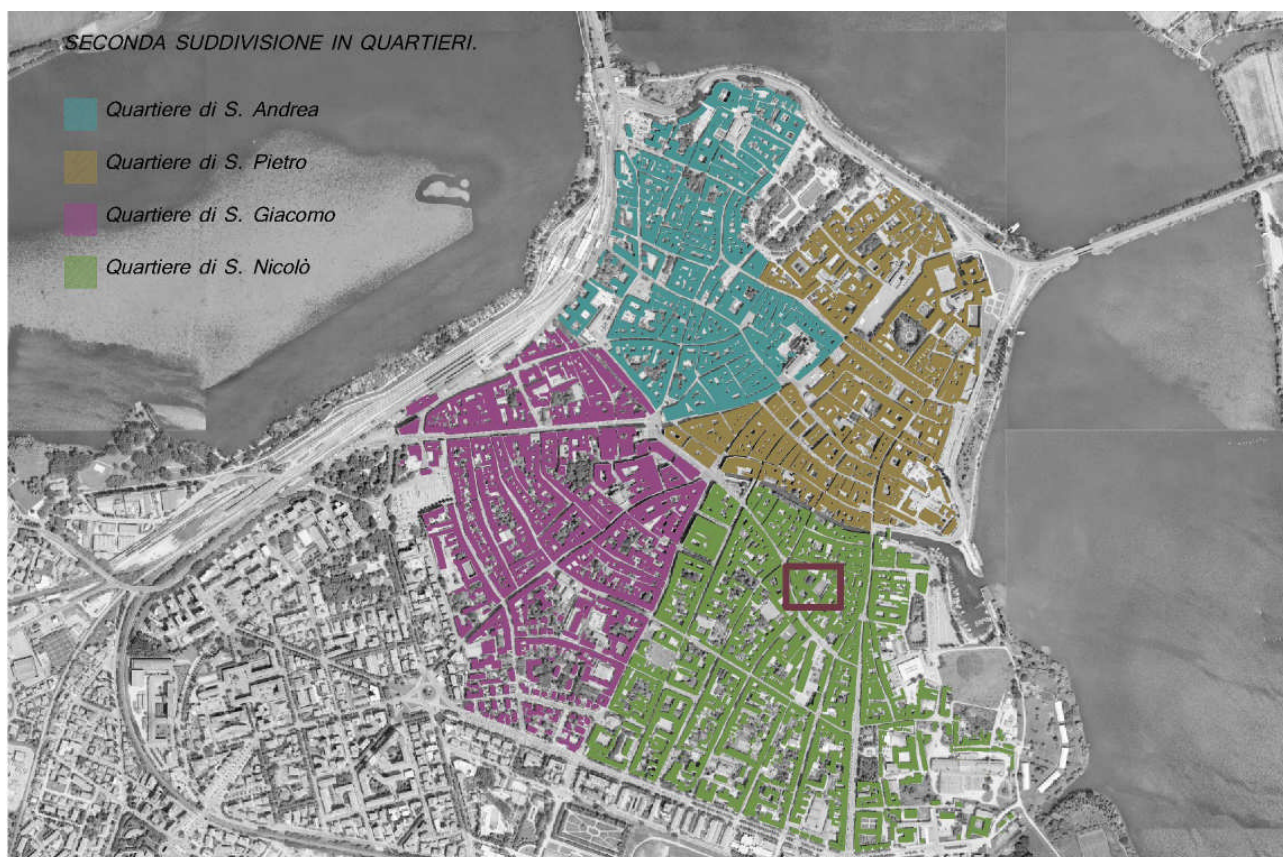 SECONDA SUDDIVISIONE IN QUARTIERI.
Quartiere di S. Andrea
Quartiere di S. Pietro
Quartiere di S. Giacomo
Quartiere di S. Nicolò